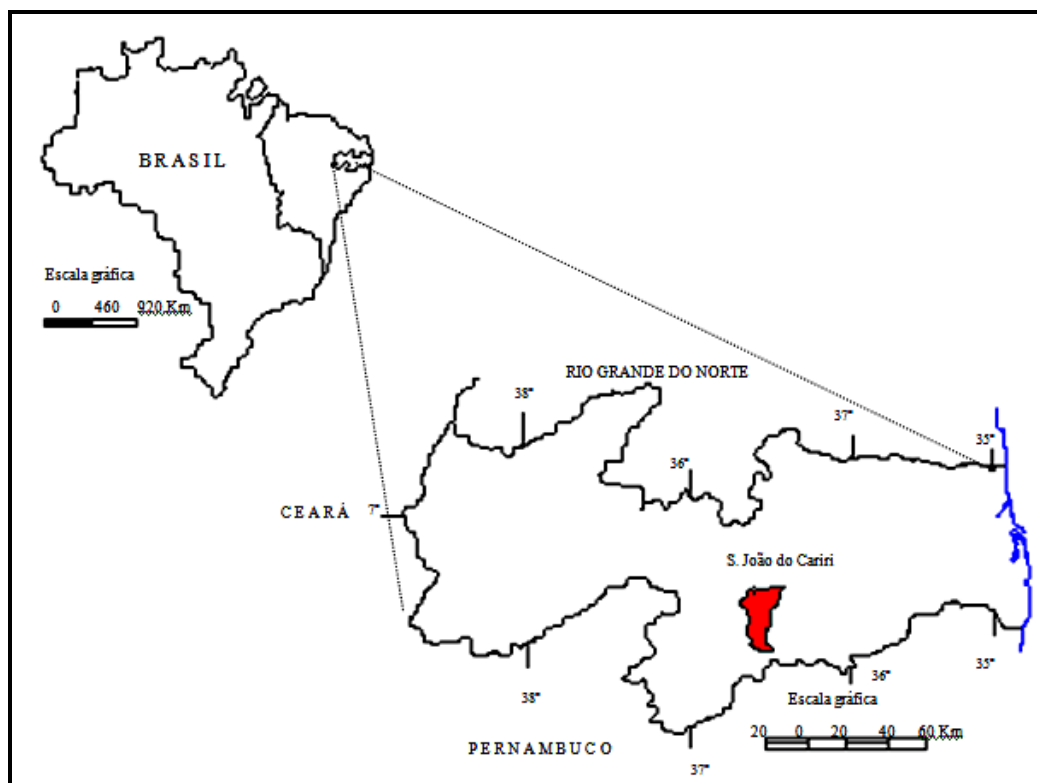 BRASIL
Escala gráfica
0 460 920 Km
RIO GRANDE DO NORTE
38°
37°
35°
36°
CEARÁ 7°
S. João do Cariri
35°
36°
38°
Escala gráfica
20 0 20 40 60 Km
PERNAMBUCO
37°